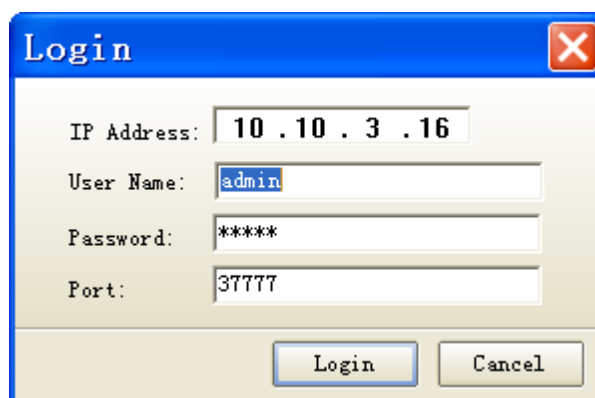 Login
IP Address: 10 .10 . 3 .16
User Name: admin
Password: *****
Port: 37777
Login Cancel